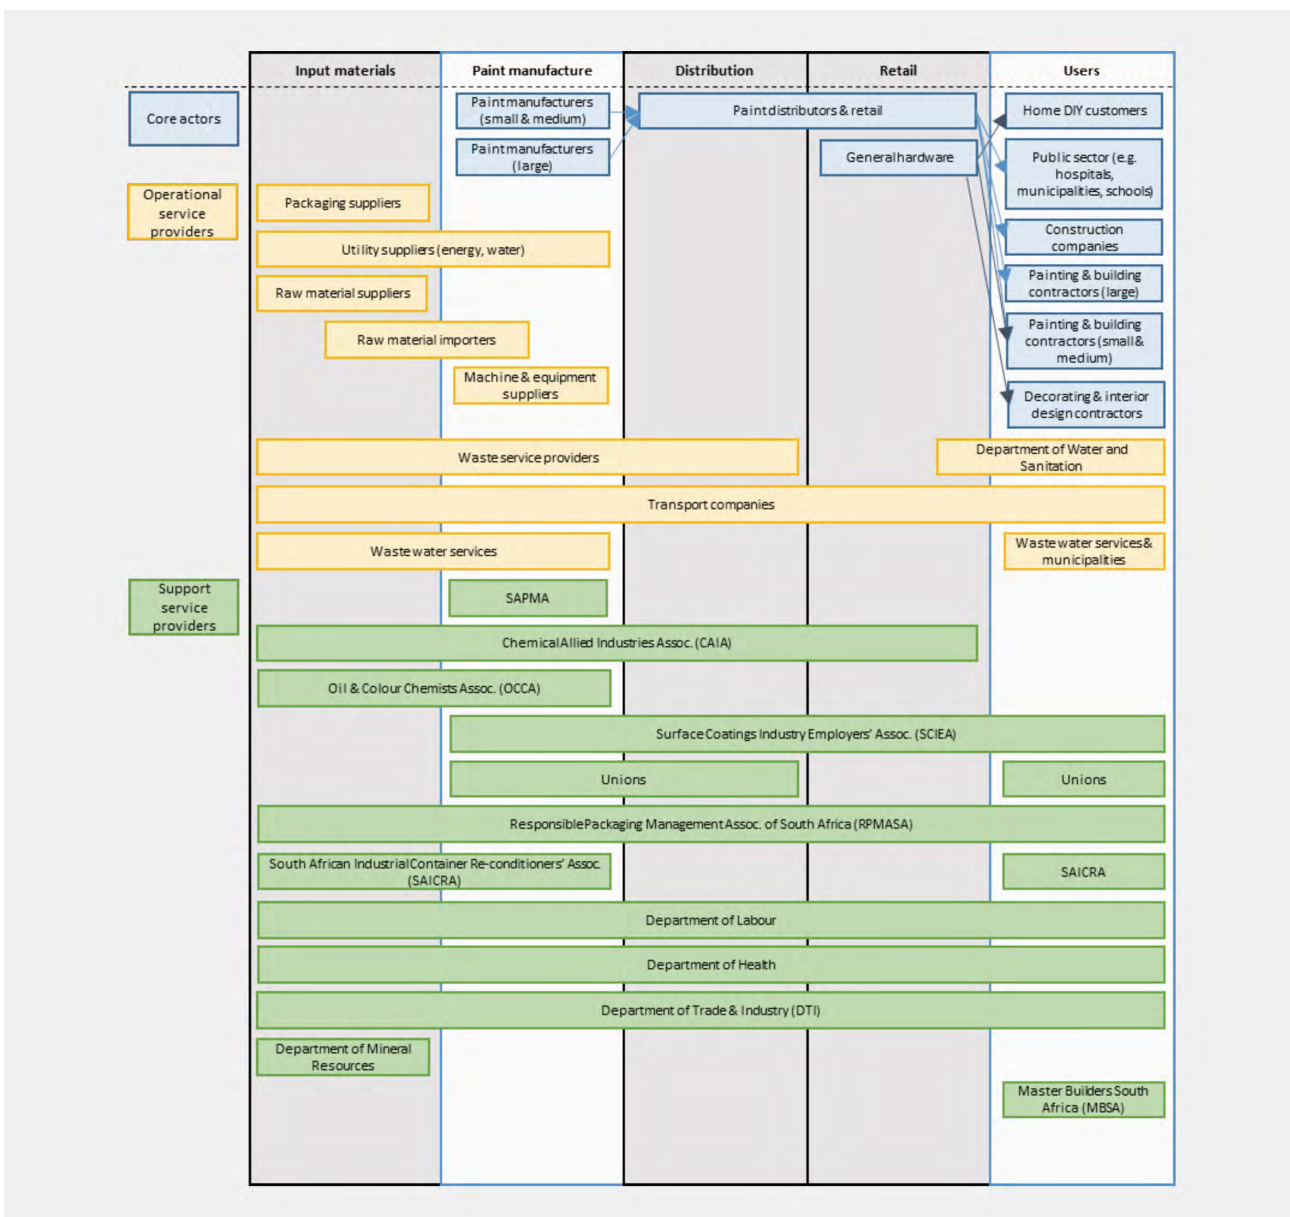 Input materials
Paint manufacture
Distribution
Retail
Users
Core actors
Paint manufacturers
(small & medium)
Paint distributors & retail
Home DIY customers
Paint manufacturers
(large)
General hardware
Public sector (e.g.
hospitals,
municipalities, schools)
Operational
service
providers
Packaging suppliers
Construction
companies
Utility suppliers (energy, water)
Painting & building
contractors (large)
Raw material suppliers
Painting & building
contractors (small &
medium)
Raw material importers
Machine & equipment
suppliers
Decorating & interior
design contractors
Waste service providers
Department of Water and
Sanitation
Transport companies
Waste water services
Waste water services &
municipalities
Support
service
providers
SAPMA
Chemical Allied Industries Assoc. (CAIA)
Oil & Colour Chemists Assoc. (OCCA)
Surface Coatings Industry Employers' Assoc. (SCIEA)
Unions
Unions
Responsible Packaging Management Assoc. of South Africa (RPMASA)
South African Industrial Container Re-conditioners' Assoc.
(SAICRA)
SAICRA
Department of Labour
Department of Health
Department of Trade & Industry (DTI)
Department of Mineral
Resources
Master Builders South
Africa (MBSA)